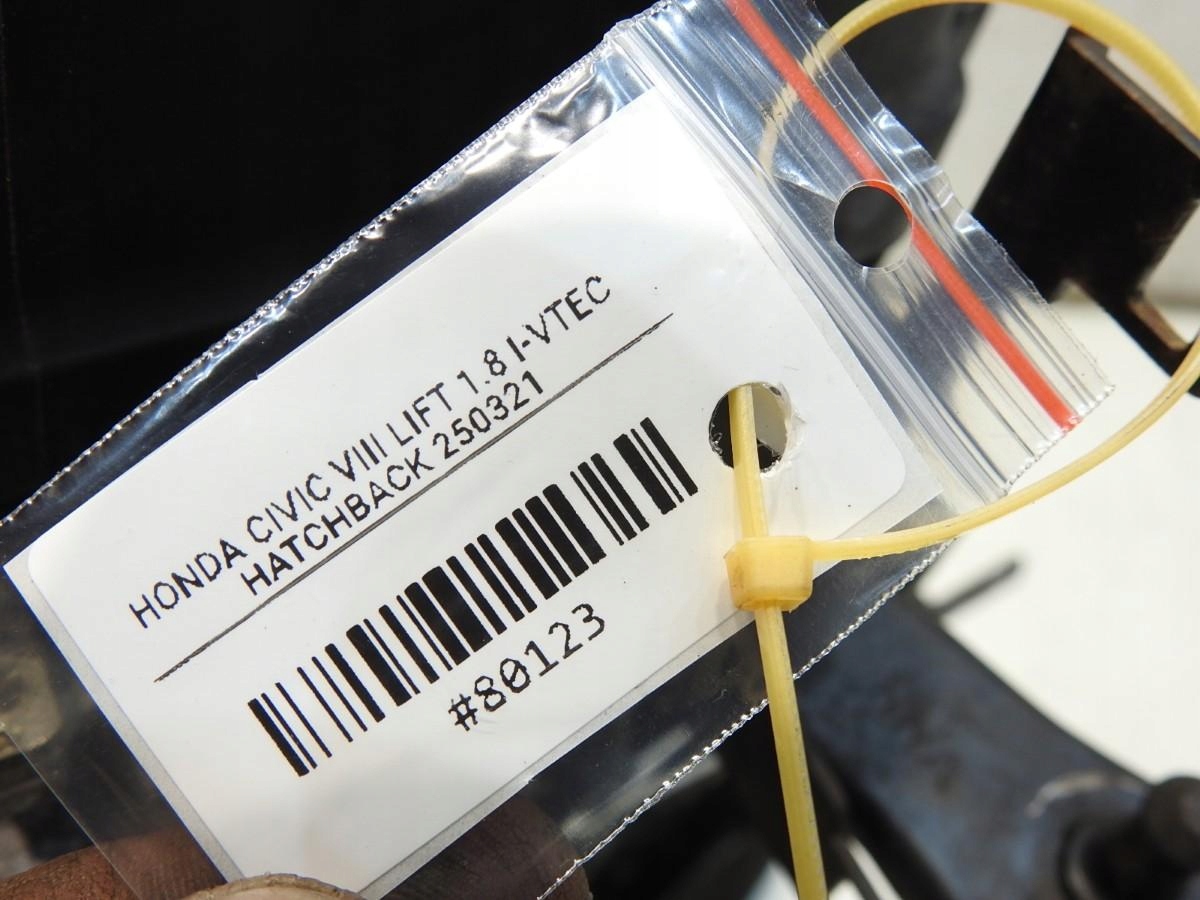 HONDA CIVIC VIII LIFT 1.8 I-VTEC
HATCHBACK 250321
#80123